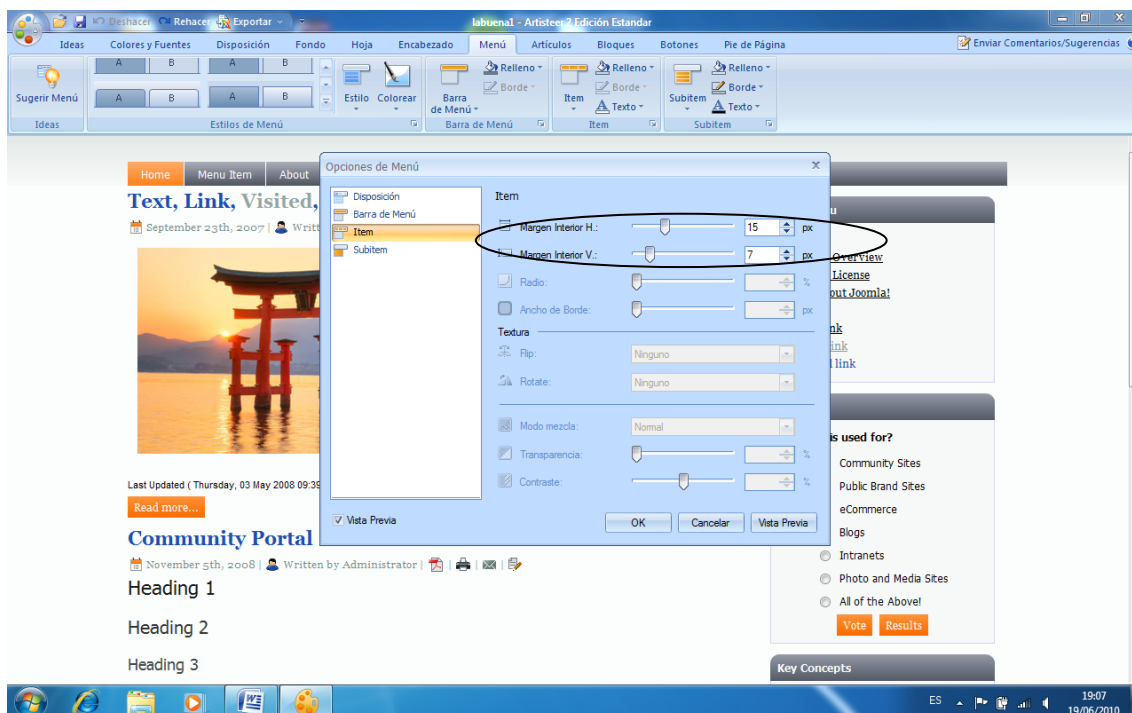 Deshacer Rehacer Exportar
labuena1 - Artisteer 2 Edición Estandar
Ideas Colores y Fuentes Disposición Fondo Hoja Encabezado Menú Artículos Bloques Botones Pie de Página
Enviar Comentarios/Sugerencias
A B A B
A B A B
Sugerir Menú
Estilo Colorear
Barra de Menú
Relleno
Borde
Item
Relleno
Borde
Texto
Subitem
Relleno
Borde
Texto
Ideas Estilos de Menú Barra de Menú Item Subitem
Home Menu Item About
Text, Link, Visited,
September 23th, 2007 | Writt
Last Updated ( Thursday, 03 May 2008 09:39
Read more...
Community Portal
November 5th, 2008 | Written by Administrator |
Heading 1
Heading 2
Heading 3
Opciones de Menú
Disposición
Barra de Menú
Item
Subitem
Item
Margen Interior H.: 15 px
Margen Interior V.: 7 px
Radio: %
Ancho de Borde: px
Textura
Flip: Ninguno
Rotate: Ninguno
Modo mezcla: Normal
Transparencia: %
Contraste: %
Vista Previa
OK Cancelar Vista Previa
u
Overview
License
out Joomla!
nk
ink
link
is used for?
Community Sites
Public Brand Sites
eCommerce
Blogs
Intranets
Photo and Media Sites
All of the Above!
Vote Results
Key Concepts
ES
19:07
19/06/2010